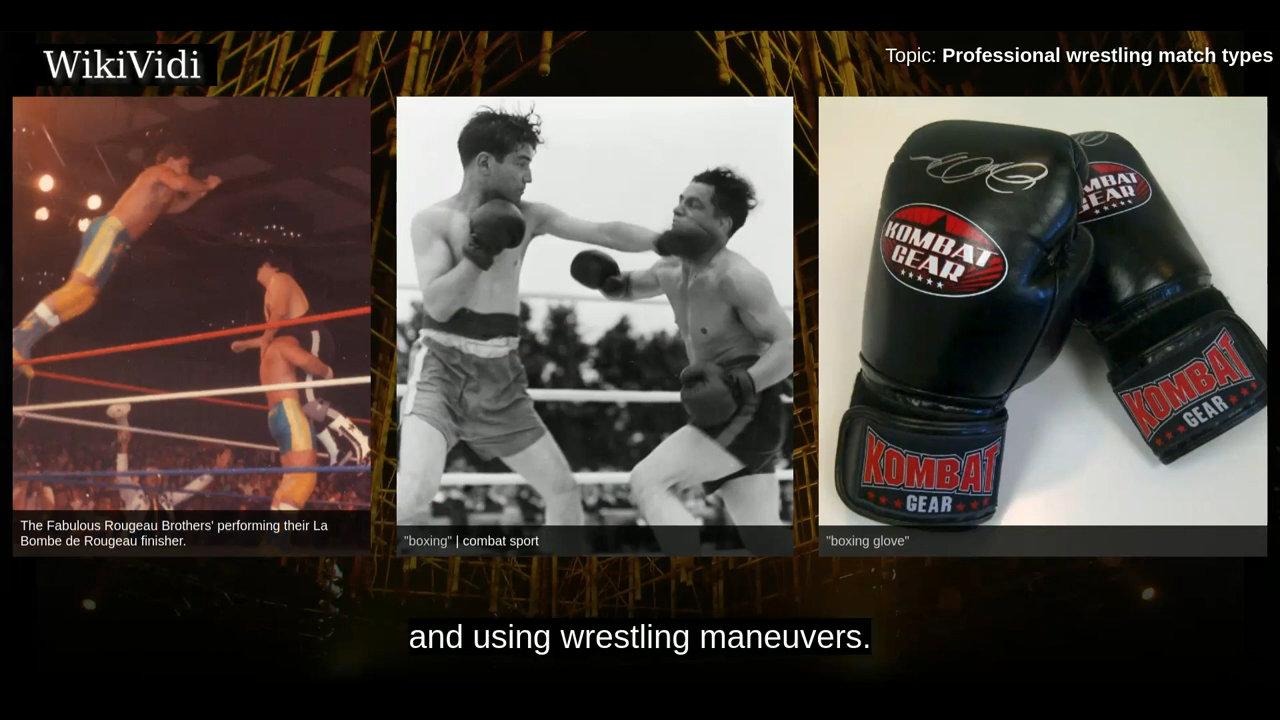 WikiVidi
Topic: Professional wrestling match types
KOMBAT
GEAR
MBAT
GEAR
KOMBAT
GEAR
KOMBAT
GEAR
The Fabulous Rougeau Brothers' performing their La
Bombe de Rougeau finisher.
"boxing" | combat sport
"boxing glove"
and using wrestling maneuvers.